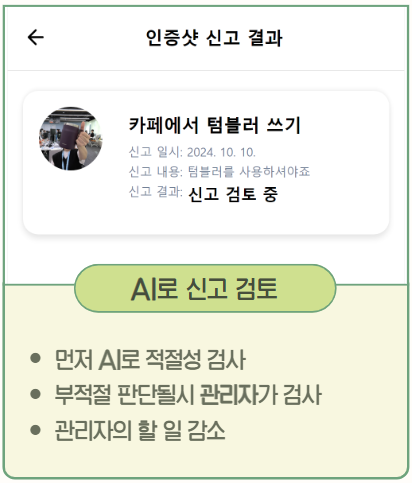 ← 인증샷 신고 결과
카페에서 텀블러 쓰기
신고 일시: 2024. 10. 10.
신고 내용: 텀블러를 사용하셔야죠
신고 결과: 신고 검토 중
AI로 신고 검토
• 먼저 AI로 적절성 검사
• 부적절 판단될시 관리자가 검사
• 관리자의 할 일 감소